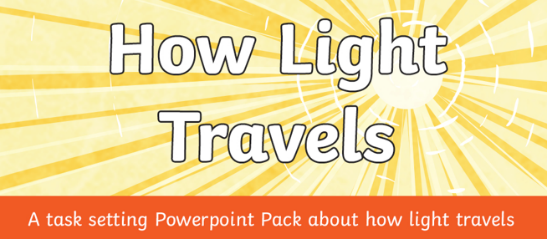 How Light
Travels
A task setting Powerpoint Pack about how light travels